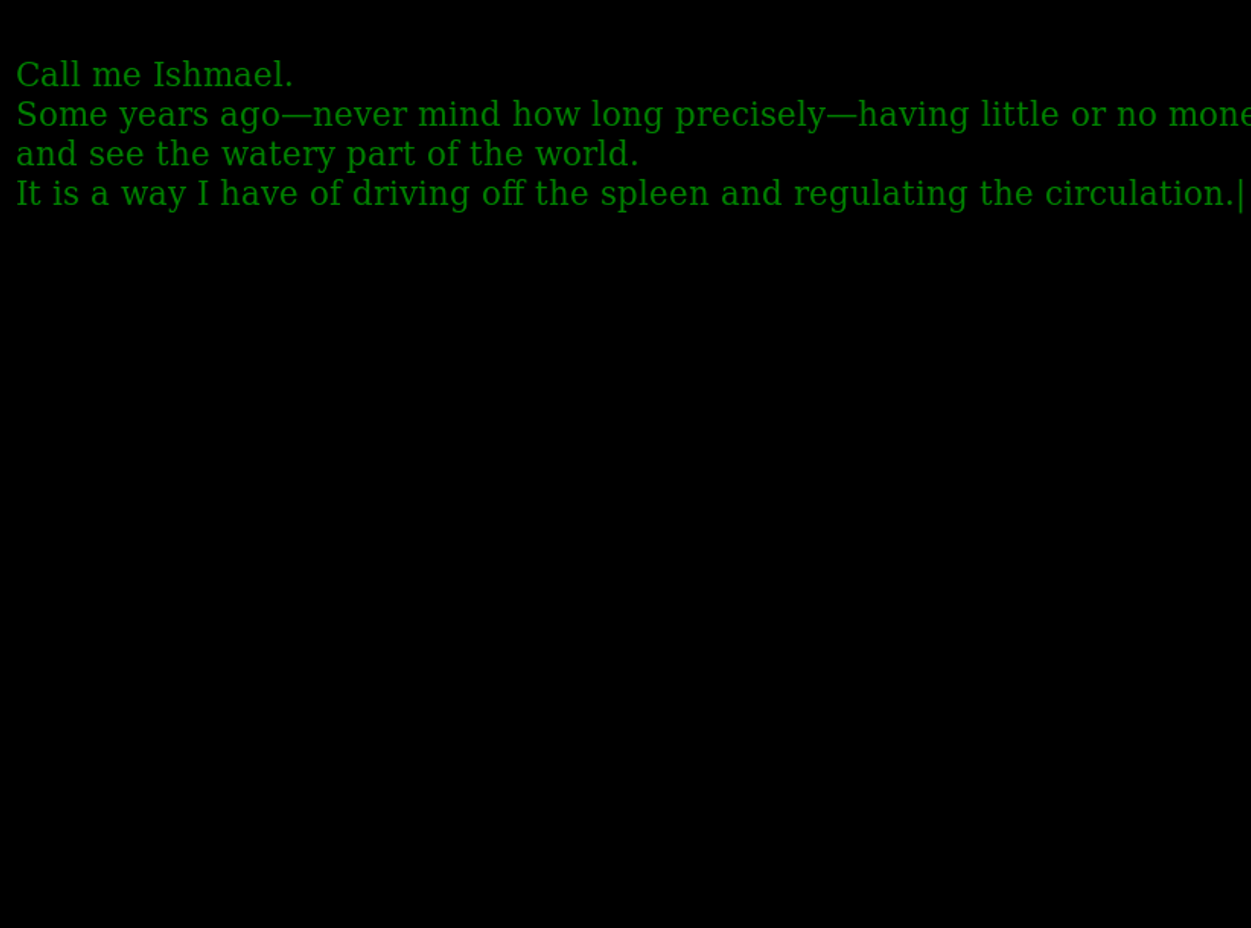 Call me Ishmael.
Some years ago—never mind how long precisely—having little or no mone
and see the watery part of the world.
It is a way I have of driving off the spleen and regulating the circulation.|